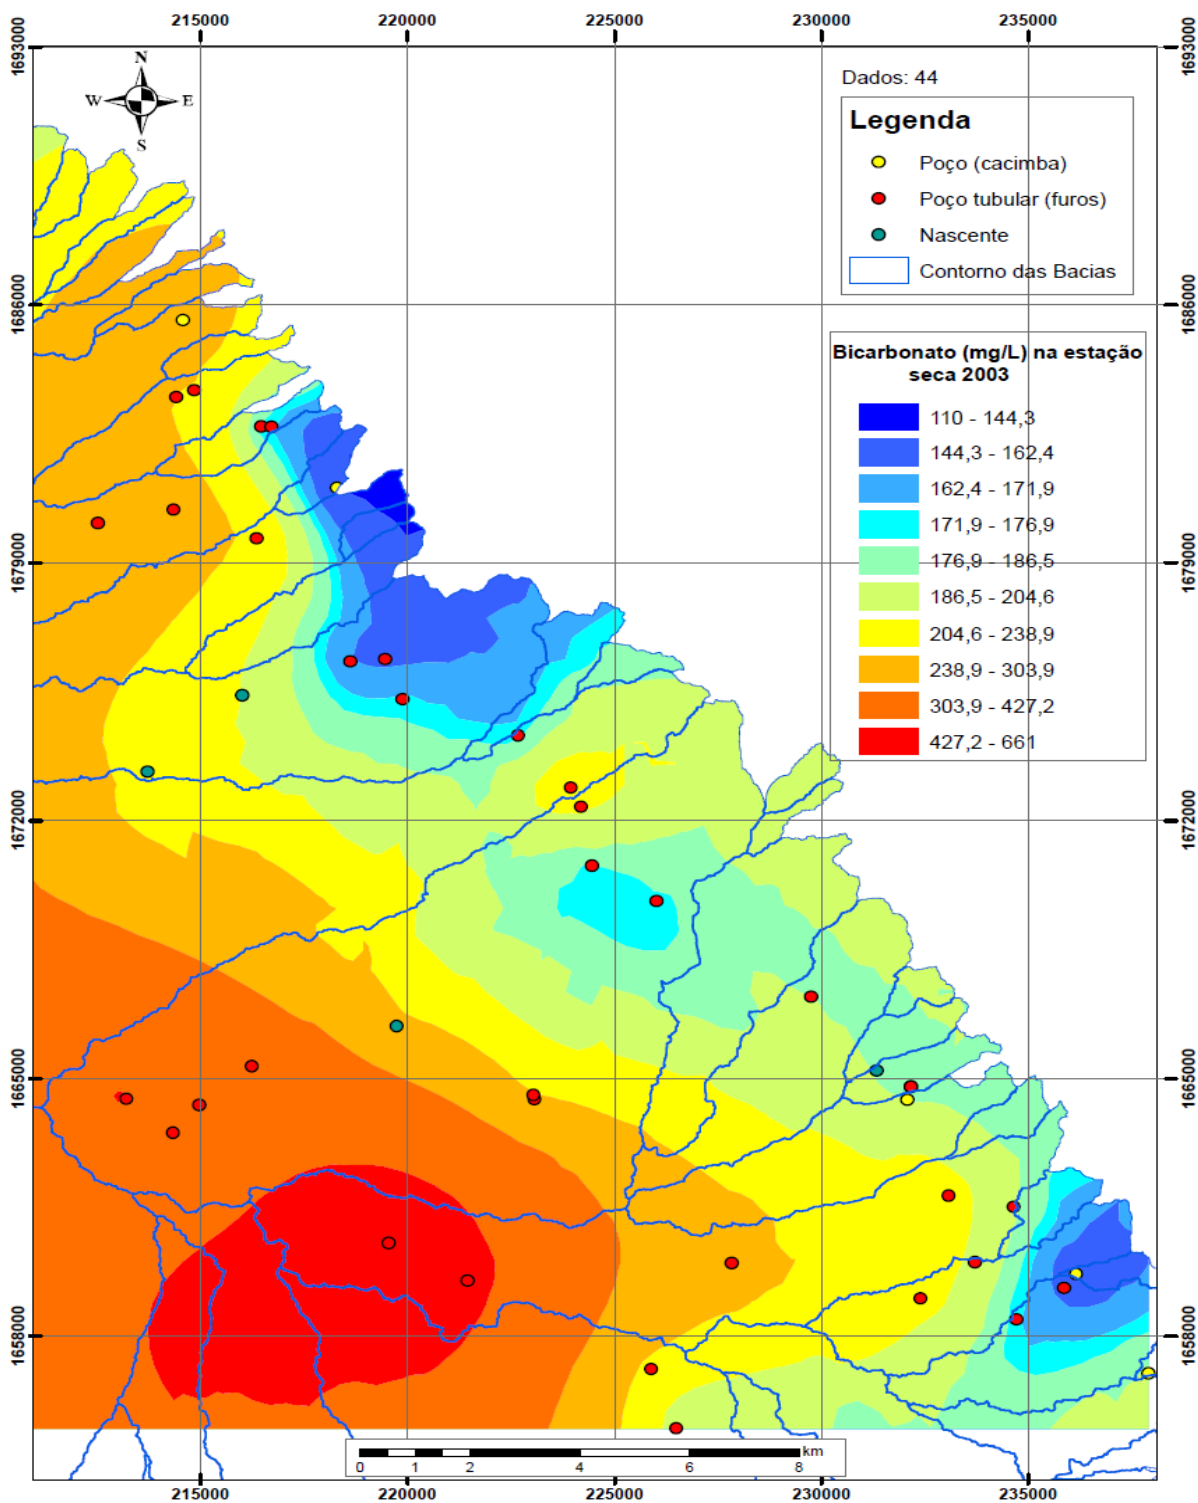 215000 220000 225000 230000 235000
1693000 1693000
N
W E
S
Dados: 44
Legenda
Poço (cacimba)
Poço tubular (furos)
Nascente
Contorno das Bacias
1686000 1686000
Bicarbonato (mg/L) na estação
seca 2003
110 - 144,3
144,3 - 162,4
162,4 - 171,9
171,9 - 176,9
176,9 - 186,5
186,5 - 204,6
204,6 - 238,9
238,9 - 303,9
303,9 - 427,2
427,2 - 661
1679000 1679000
1672000 1672000
1665000 1665000
1658000 1658000
km
0 1 2 4 6 8
215000 220000 225000 230000 235000